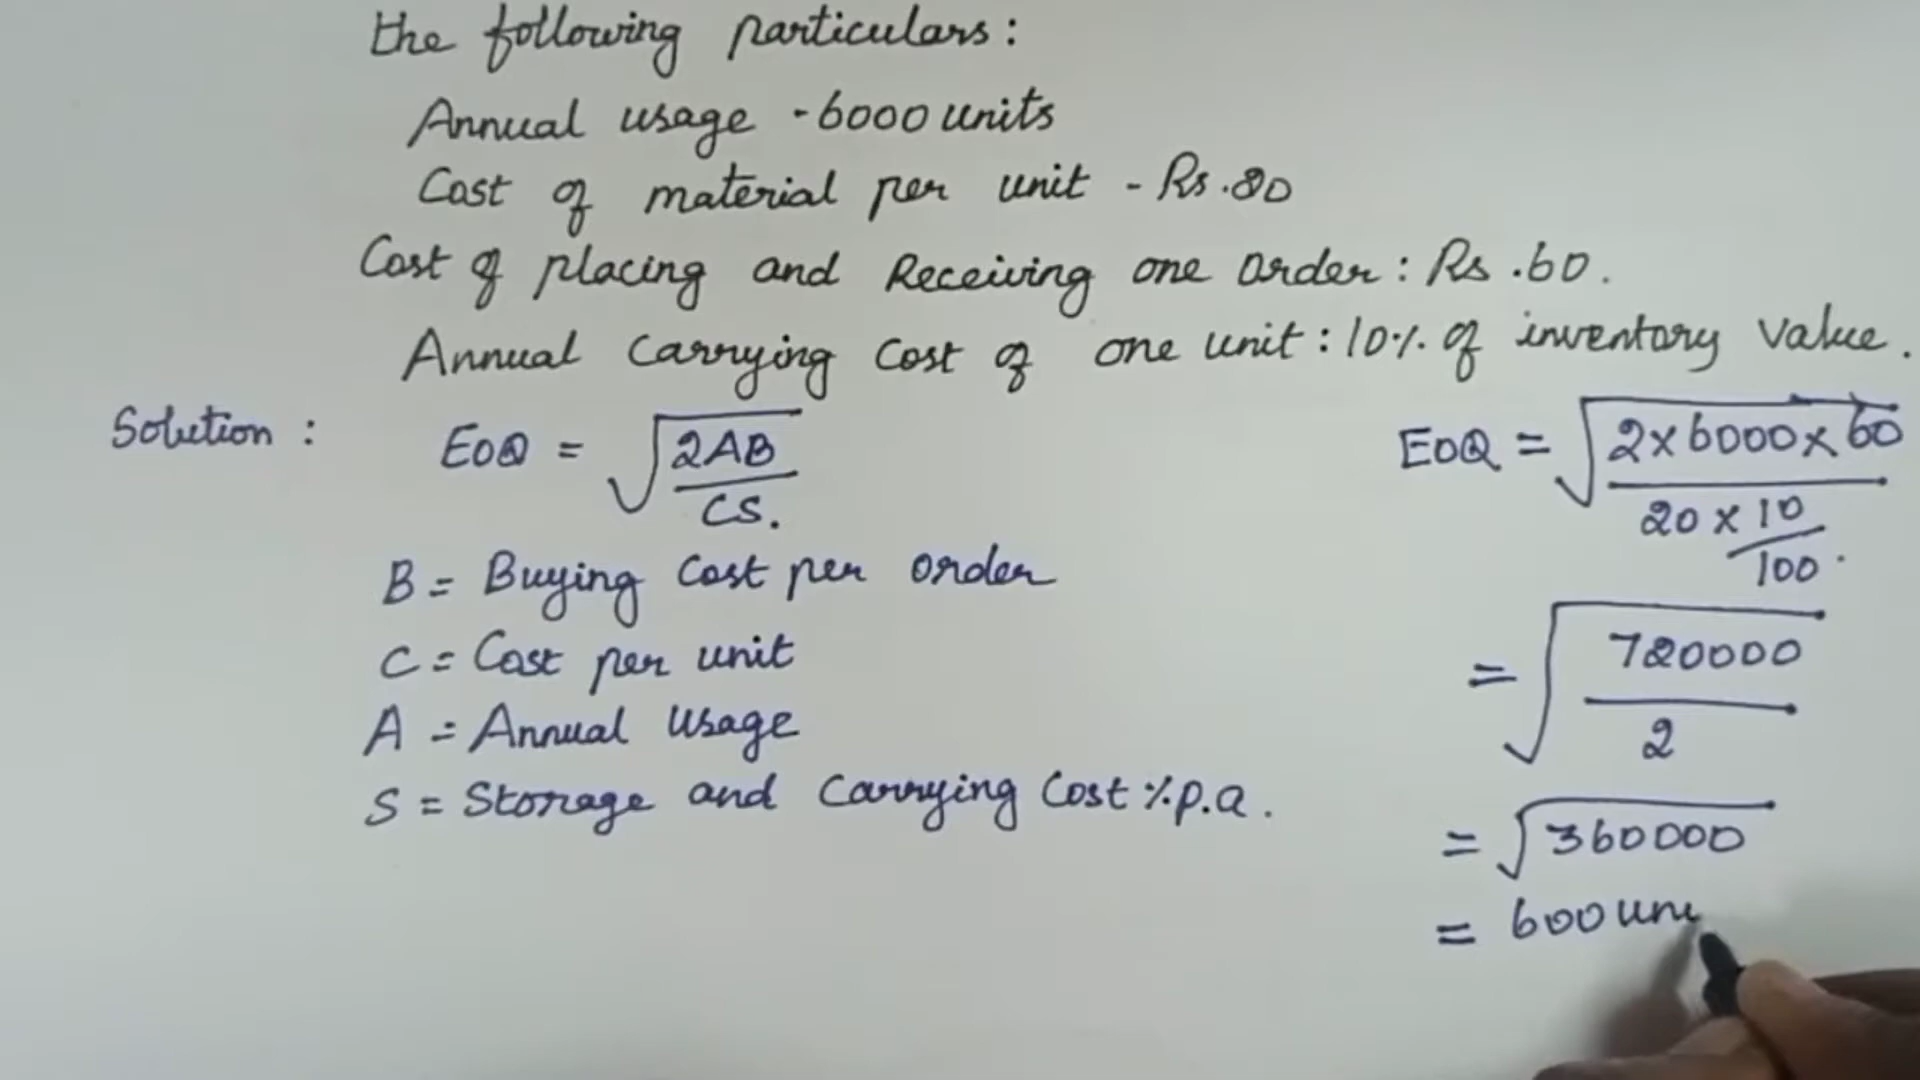 the following particulars:
Annual usage - 6000 units
Cost of material per unit - Rs. 20
Cost of placing and Receiving one order: Rs. 60.
Annual Carrying Cost of one unit: 10% of inventory Value.
Solution :
EOQ = √2AB/CS.
B = Buying Cost per order
C = Cost per unit
A = Annual Usage
S = Storage and Carrying Cost % p.a.
EOQ = √2 x 6000 x 60 / 20 x 10/100.
= √720000/2
= √360000
= 600 uni